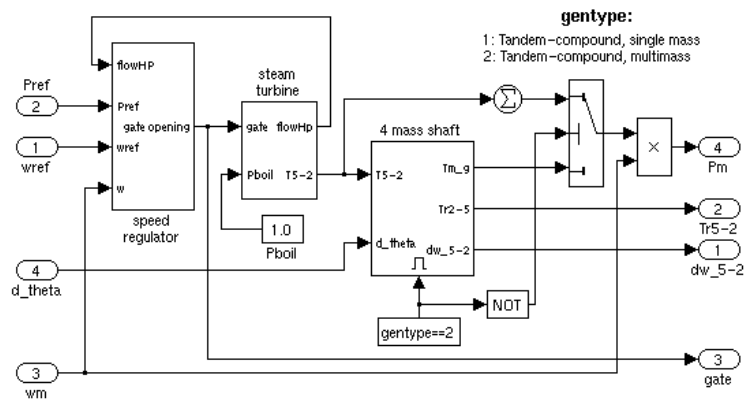 gentype:
1: Tandem-compound, single mass
2: Tandem-compound, multimass
flowHP
Pref
2
Pref
gate opening
1
wref
wref
w
speed
regulator
steam
turbine
gate
flowHp
Pboil
T5-2
1.0
Pboil
Σ
4 mass shaft
T5-2
Tm_g
Tr2-5
d_theta
dw_5-2
×
4
Pm
2
Tr5-2
1
dw_5-2
4
d_theta
NOT
gentype==2
3
wm
3
gate